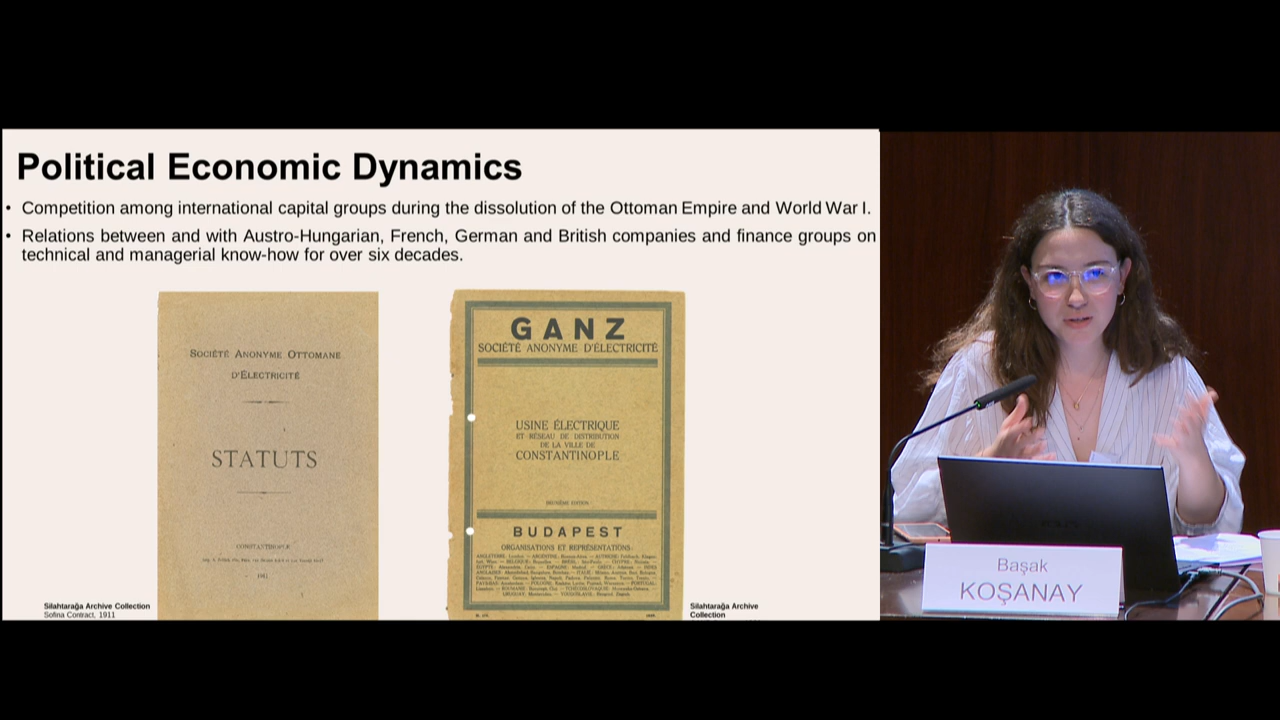 Political Economic Dynamics
• Competition among international capital groups during the dissolution of the Ottoman Empire and World War I.
• Relations between and with Austro-Hungarian, French, German and British companies and finance groups on
technical and managerial know-how for over six decades.
SOCIÉTÉ ANONYME OTTOMANE
D'ÉLECTRICITÉ
STATUTS
CONSTANTINOPLE
1911
Silahtarağa Archive Collection
Sofina Contract, 1911
GANZ
SOCIÉTÉ ANONYME D'ÉLECTRICITÉ
USINE ÉLECTRIQUE
ET RÉSEAU DE DISTRIBUTION
DE LA VILLE DE
CONSTANTINOPLE
DEUXIÈME ÉDITION
BUDAPEST
ORGANISATIONS ET REPRÉSENTATIONS:
Silahtarağa Archive
Collection
Başak
KOŞANAY